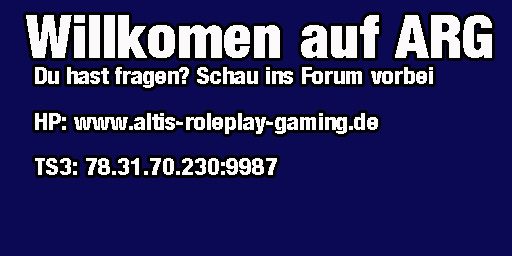 Willkomen auf ARG
Du hast fragen? Schau ins Forum vorbei
HP: www.altis-roleplay-gaming.de
TS3: 78.31.70.230:9987